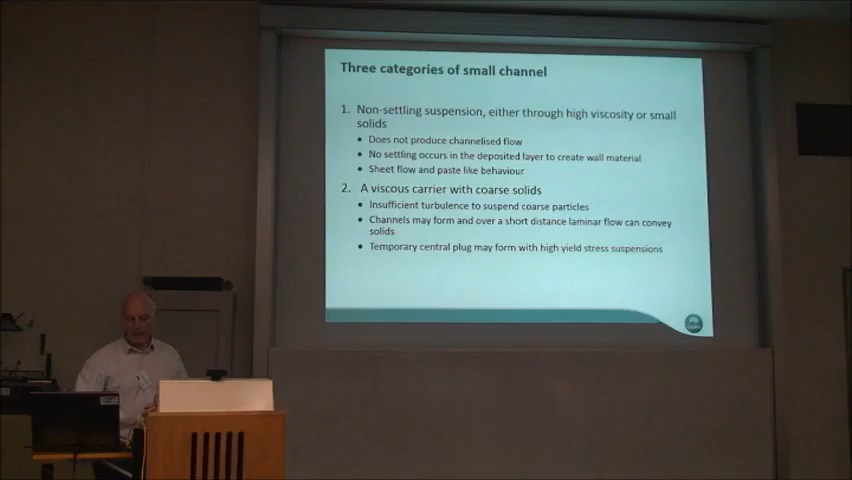 Three categories of small channel
1. Non-settling suspension, either through high viscosity or small
solids
• Does not produce channelised flow
• No settling occurs in the deposited layer to create wall material
• Sheet flow and paste like behaviour
2. A viscous carrier with coarse solids
• Insufficient turbulence to suspend coarse particles
• Channels may form and over a short distance laminar flow can convey
solids
• Temporary central plug may form with high yield stress suspensions